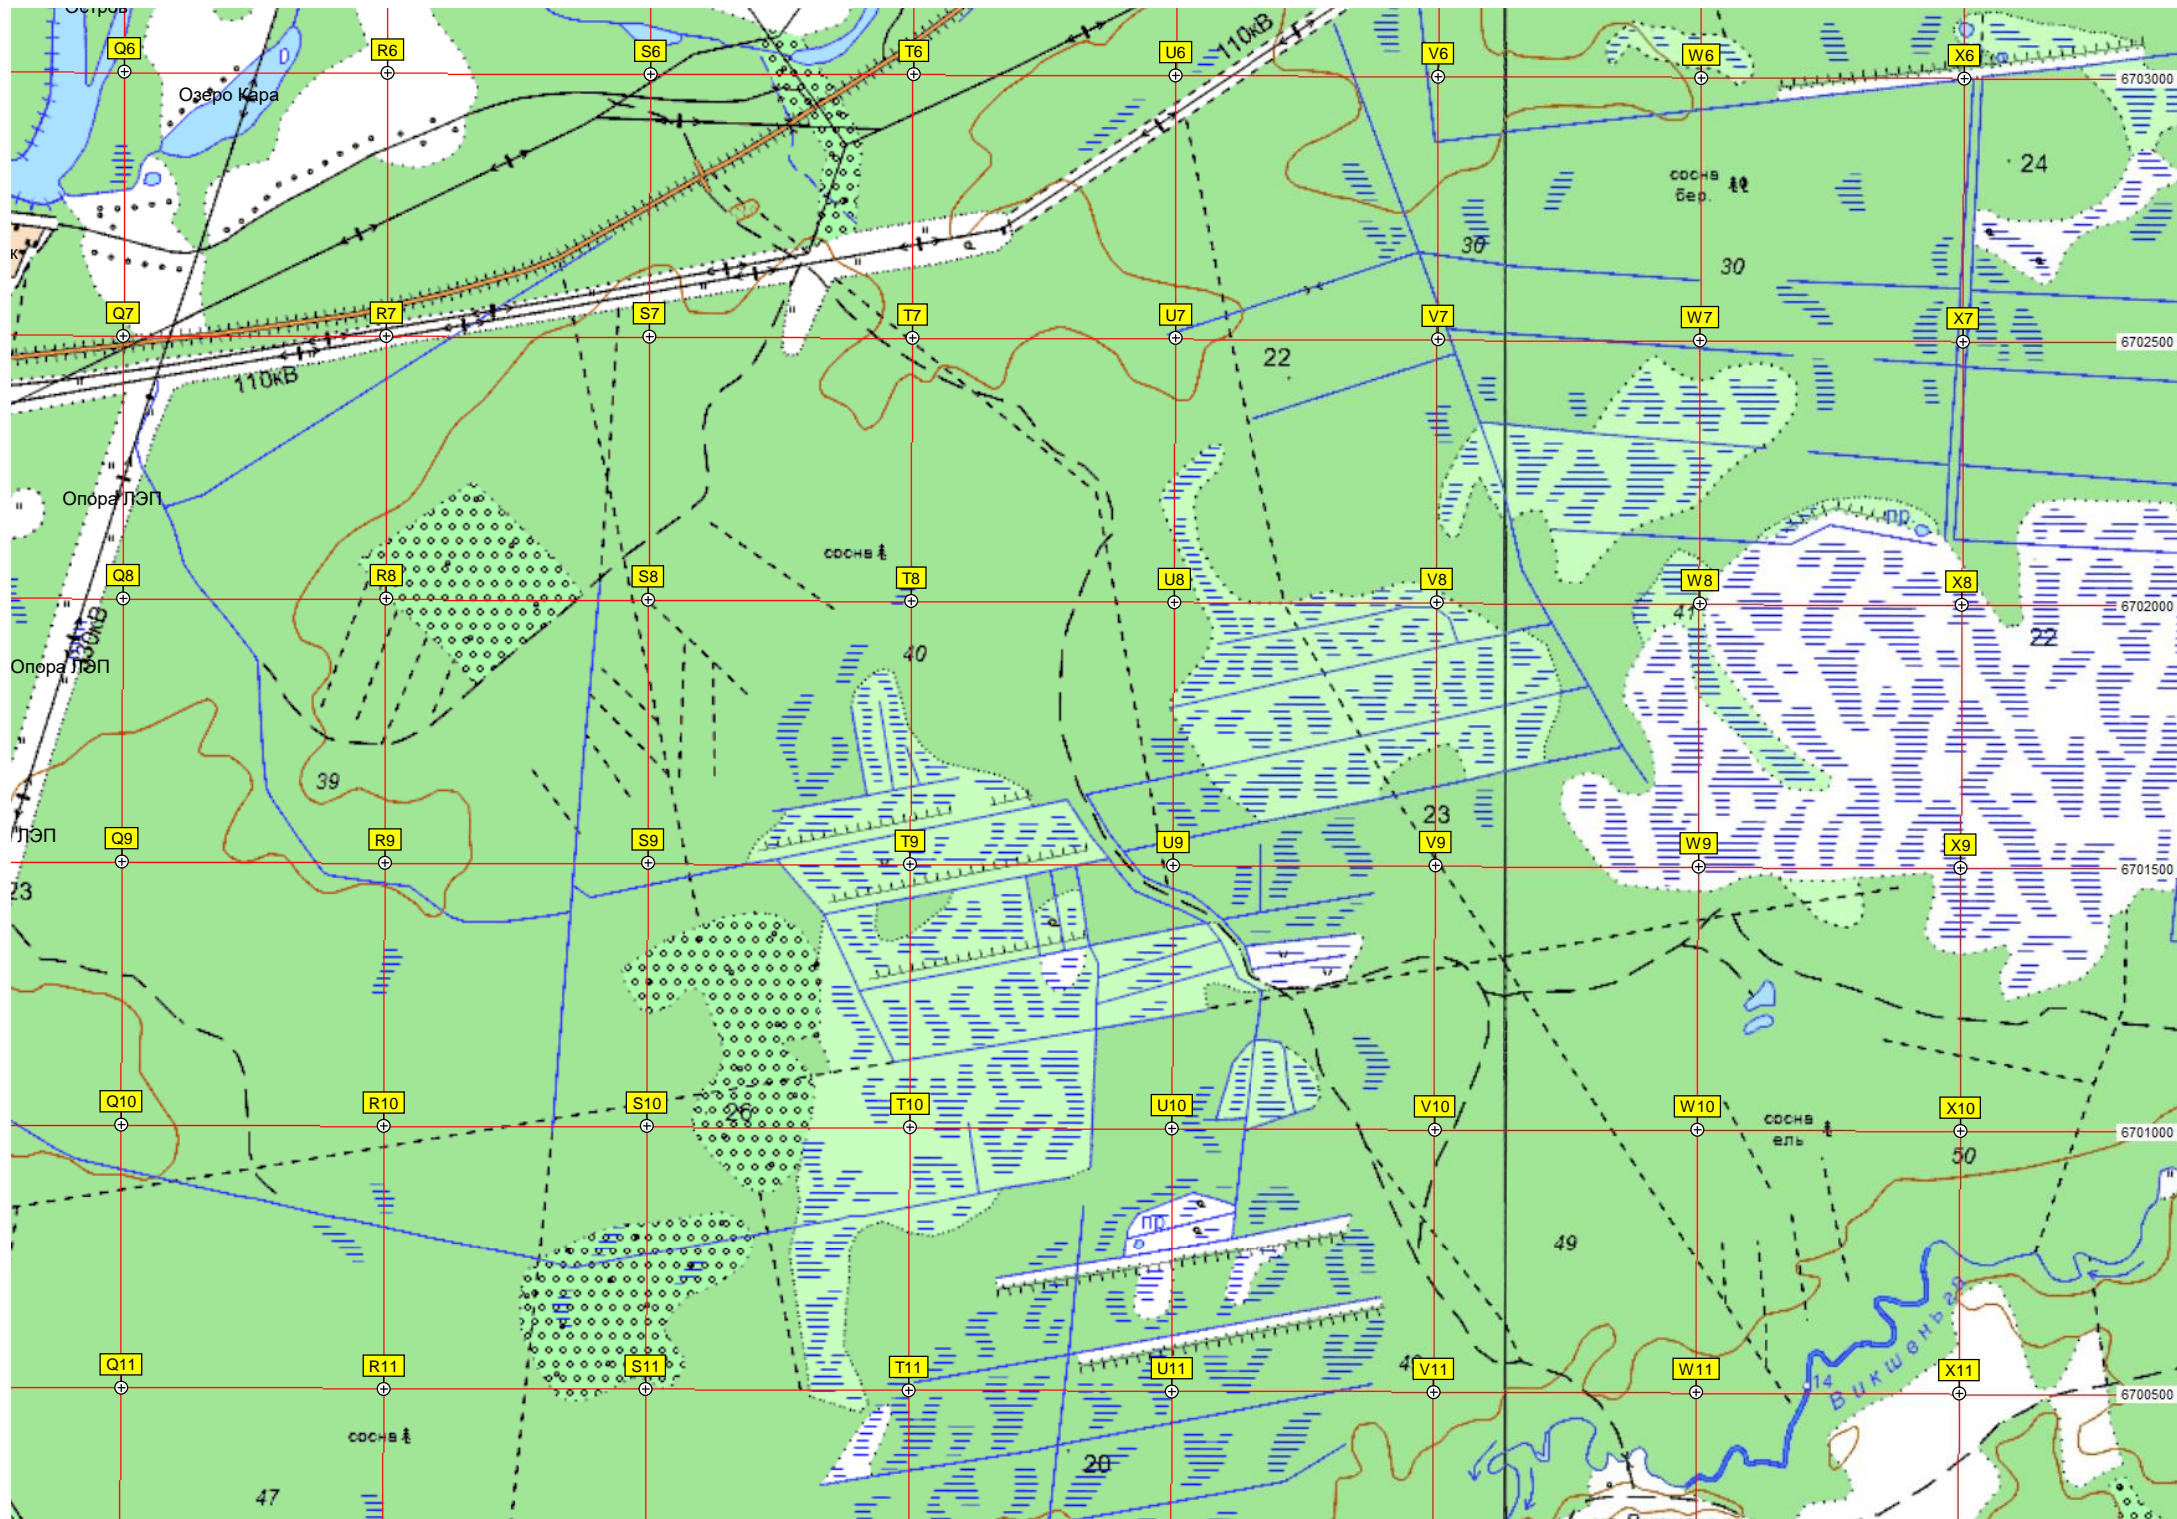 Остров
Q6
R6
S6
T6
U6
110кВ
V6
W6
X6
6703000
Озеро Кара
сосна
бер.
24
30
30
к
Q7
R7
S7
T7
U7
V7
W7
X7
6702500
22
110кВ
Опора ЛЭП
пр
сосна
Q8
R8
S8
T8
U8
V8
W8
X8
6702000
41
330кВ
22
40
Опора ЛЭП
39
23
ЛЭП
Q9
R9
S9
T9
U9
V9
W9
X9
6701500
23
Q10
R10
S10
26
T10
U10
V10
W10
X10
6701000
сосна
ель
50
пр
49
Викшеньга
Q11
R11
S11
T11
U11
V11
W11
X11
6700500
14
сосна
20
47